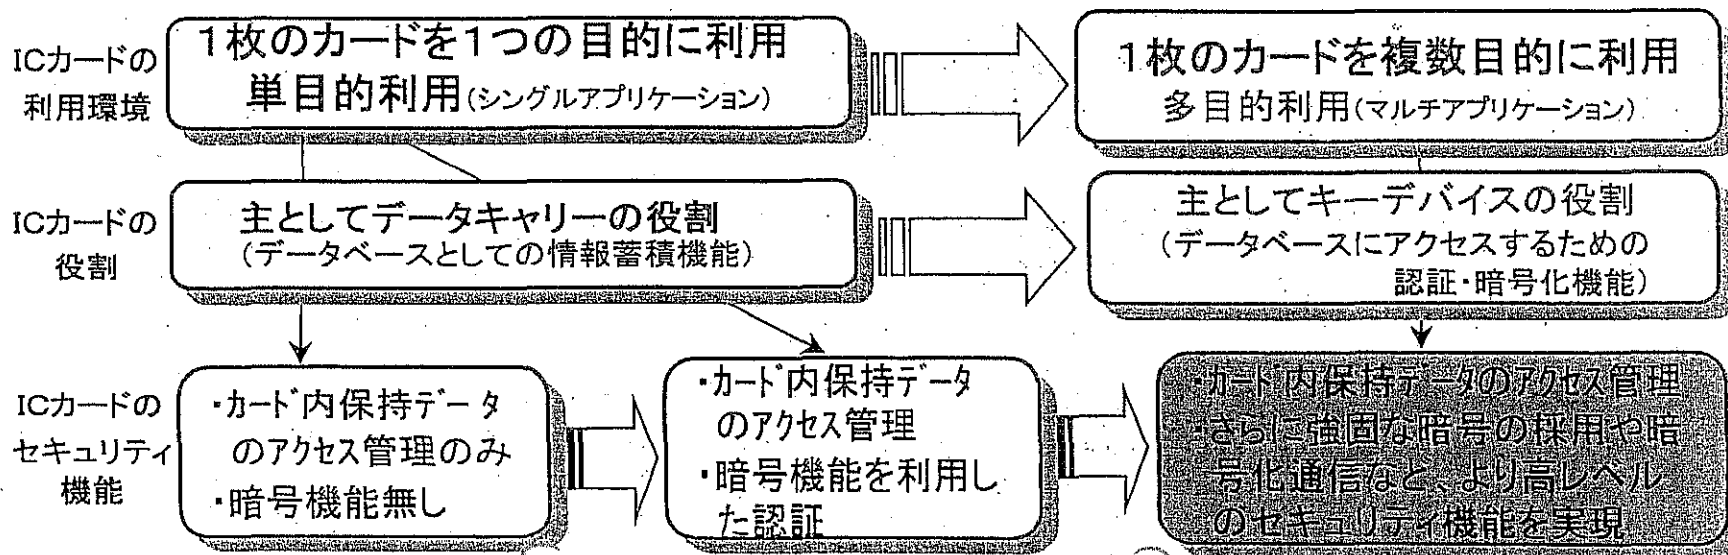 ICカードの
利用環境
1枚のカードを1つの目的に利用
単目的利用(シングルアプリケーション)
1枚のカードを複数目的に利用
多目的利用(マルチアプリケーション)
ICカードの
役割
主としてデータキャリーの役割
(データベースとしての情報蓄積機能)
主としてキーデバイスの役割
(データベースにアクセスするための
認証・暗号化機能)
ICカードの
セキュリティ
機能
・カード内保持データ
のアクセス管理のみ
・暗号機能無し
・カード内保持データ
のアクセス管理
・暗号機能を利用し
た認証
・カード内保持データのアクセス管理
・さらに強固な暗号の採用や暗
号化通信など、より高レベル
のセキュリティ機能を実現